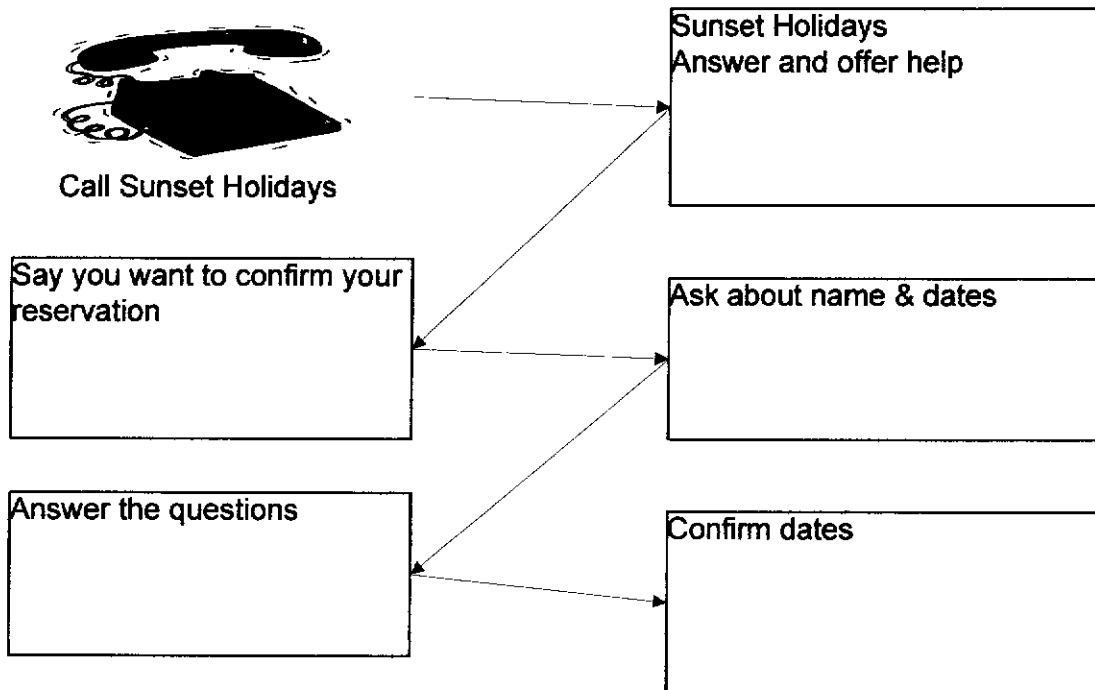 Call Sunset Holidays
Sunset Holidays
Answer and offer help
Say you want to confirm your
reservation
Ask about name & dates
Answer the questions
Confirm dates